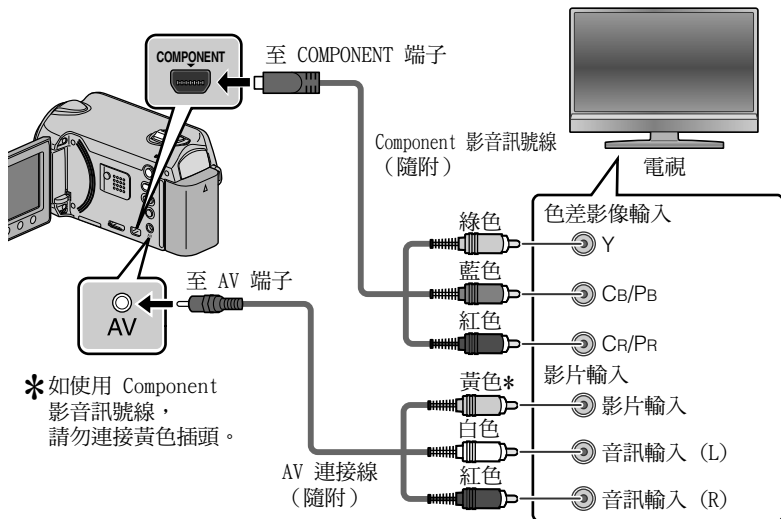 COMPONENT
至 COMPONENT 端子
Component 影音訊號線
（隨附）
電視
色差影像輸入
綠色
Y
藍色
CB/PB
紅色
CR/PR
至 AV 端子
AV
影片輸入
黃色*
影片輸入
白色
音訊輸入 (L)
紅色
音訊輸入 (R)
AV 連接線
（隨附）
*如使用 Component
影音訊號線，
請勿連接黃色插頭。